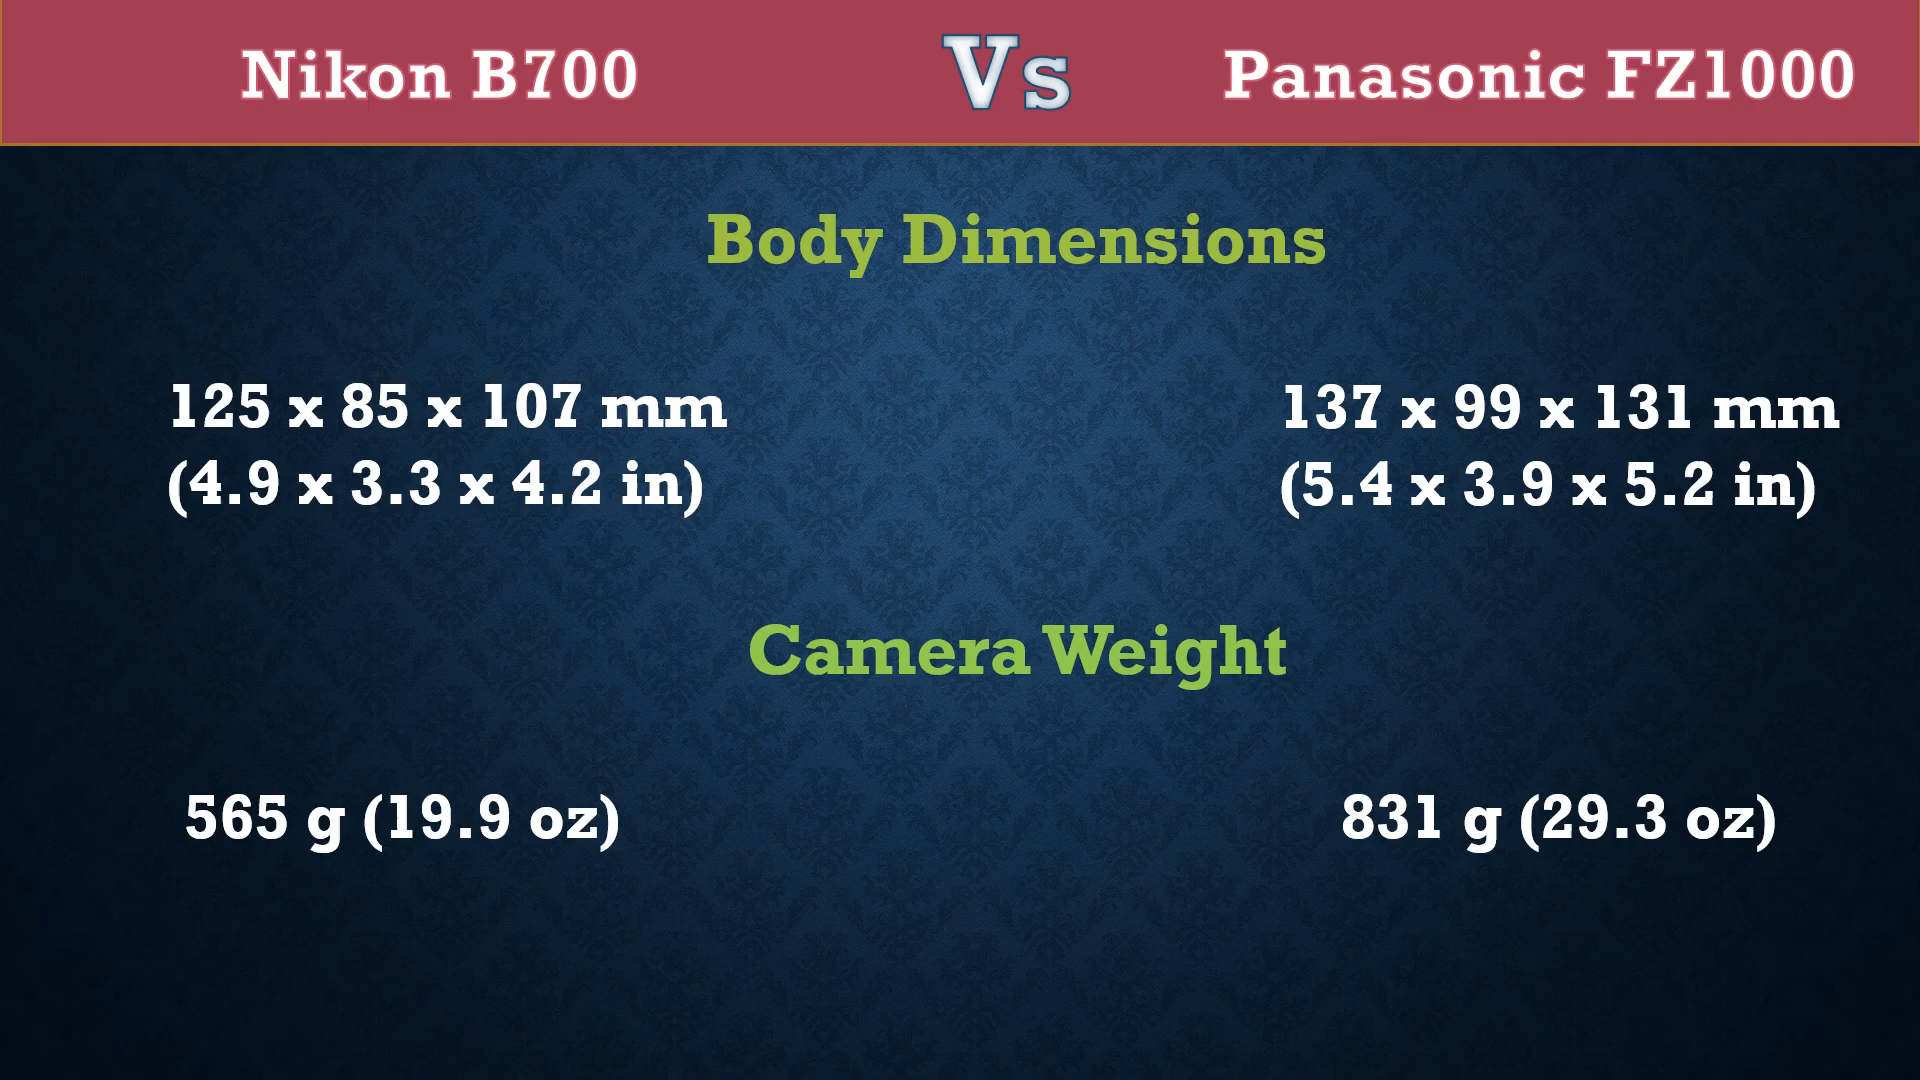 Nikon B700 Vs Panasonic FZ1000
Body Dimensions
125 x 85 x 107 mm
(4.9 x 3.3 x 4.2 in)
137 x 99 x 131 mm
(5.4 x 3.9 x 5.2 in)
Camera Weight
565 g (19.9 oz)
831 g (29.3 oz)